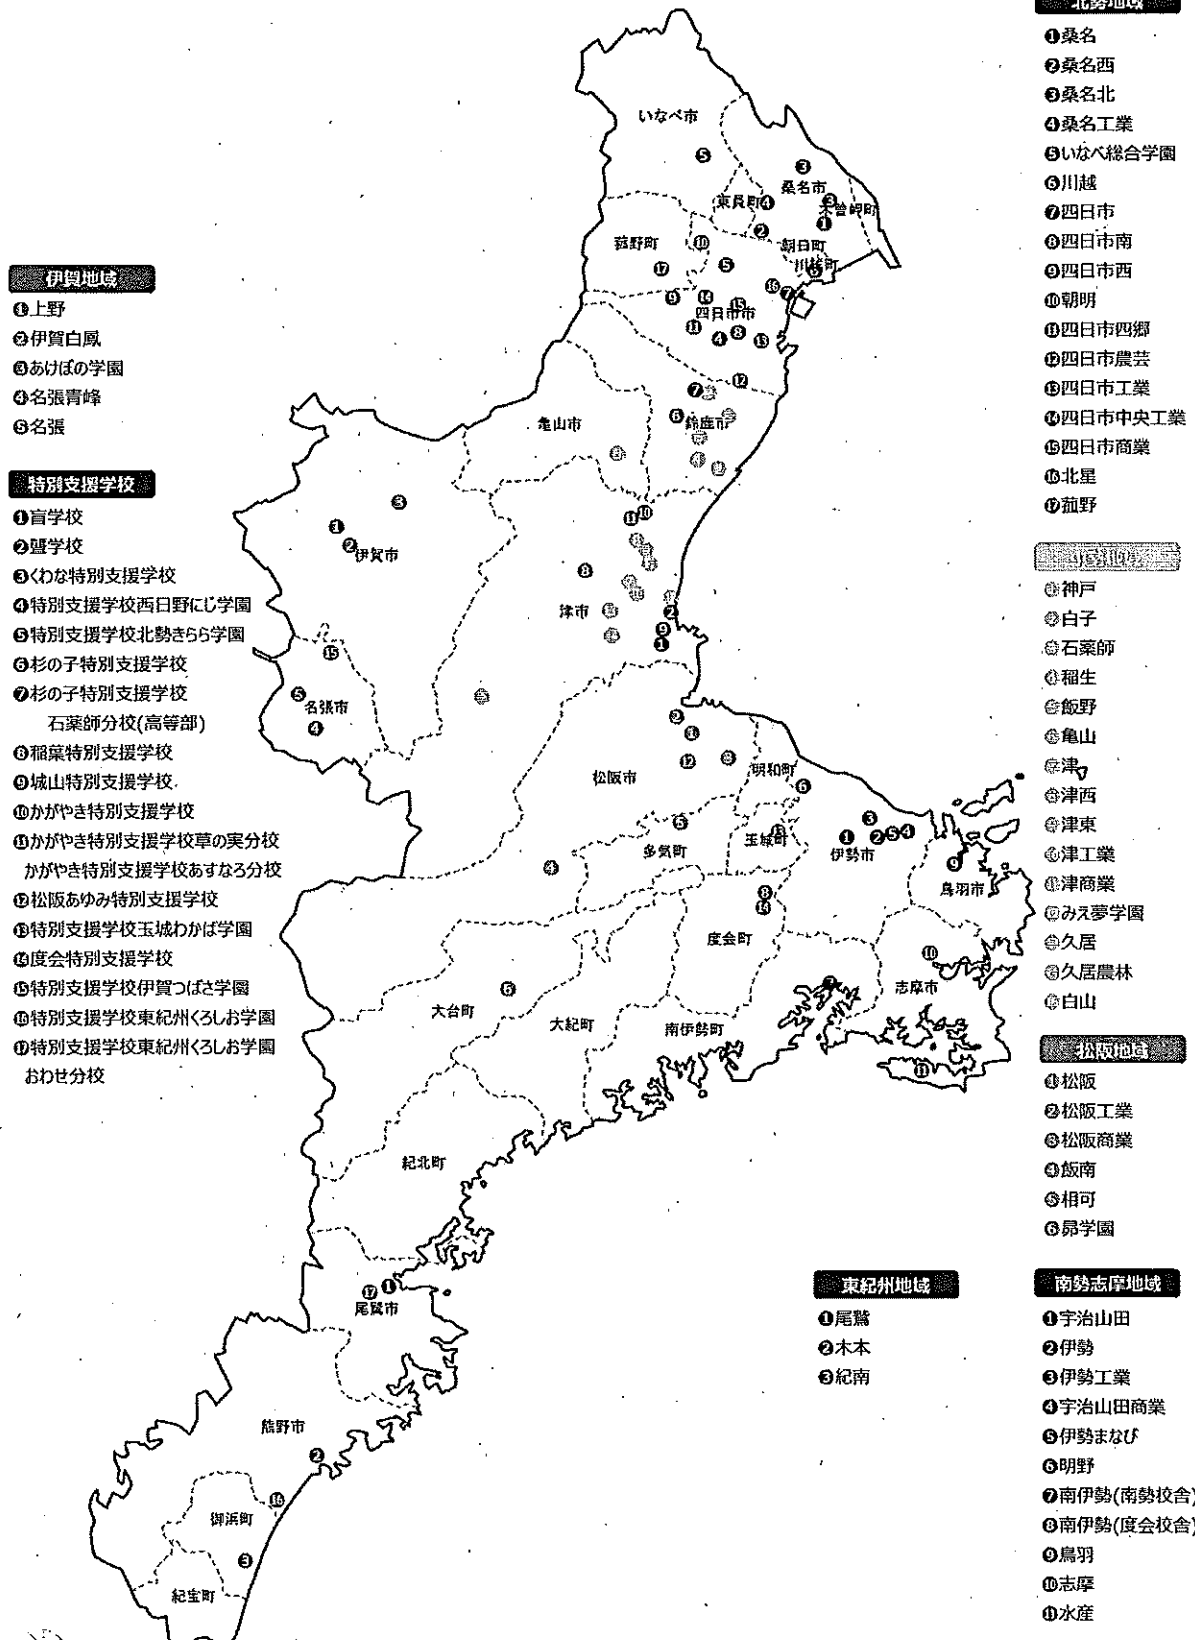 北勢地域
❶桑名
❷桑名西
❸桑名北
❹桑名工業
❺いなべ総合学園
❻川越
❼四日市
❽四日市南
❾四日市西
❿朝明
⓫四日市四郷
⓬四日市農芸
⓭四日市工業
⓮四日市中央工業
⓯四日市商業
⓰北星
⓱菰野
神戸
白子
石薬師
稲生
飯野
亀山
津
津西
津東
津工業
津商業
みえ夢学園
久居
久居農林
白山
松阪地域
❶松阪
❷松阪工業
❸松阪商業
❹飯南
❺相可
❻昴学園
南勢志摩地域
❶宇治山田
❷伊勢
❸伊勢工業
❹宇治山田商業
❺伊勢まなび
❻明野
❼南伊勢(南勢校舎)
❽南伊勢(度会校舎)
❾鳥羽
❿志摩
⓫水産
東紀州地域
❶尾鷲
❷木本
❸紀南
伊賀地域
❶上野
❷伊賀白鳳
❸あけぼの学園
❹名張青峰
❺名張
特別支援学校
❶盲学校
❷聾学校
❸くわな特別支援学校
❹特別支援学校西日野にじ学園
❺特別支援学校北勢きらら学園
❻杉の子特別支援学校
❼杉の子特別支援学校
石薬師分校(高等部)
❽稲葉特別支援学校
❾城山特別支援学校
❿かがやき特別支援学校
⓫かがやき特別支援学校草の実分校
かがやき特別支援学校あすなろ分校
⓬松阪あゆみ特別支援学校
⓭特別支援学校玉城わかば学園
⓮度会特別支援学校
⓯特別支援学校伊賀つばさ学園
⓰特別支援学校東紀州くろしお学園
⓱特別支援学校東紀州くろしお学園
おわせ分校
いなべ市
桑名市
東員町
木曽岬町
菰野町
朝日町
川越町
四日市市
亀山市
鈴鹿市
伊賀市
津市
名張市
松阪市
明和町
多気町
玉城町
伊勢市
鳥羽市
度会町
志摩市
大台町
大紀町
南伊勢町
紀北町
尾鷲市
熊野市
御浜町
紀宝町